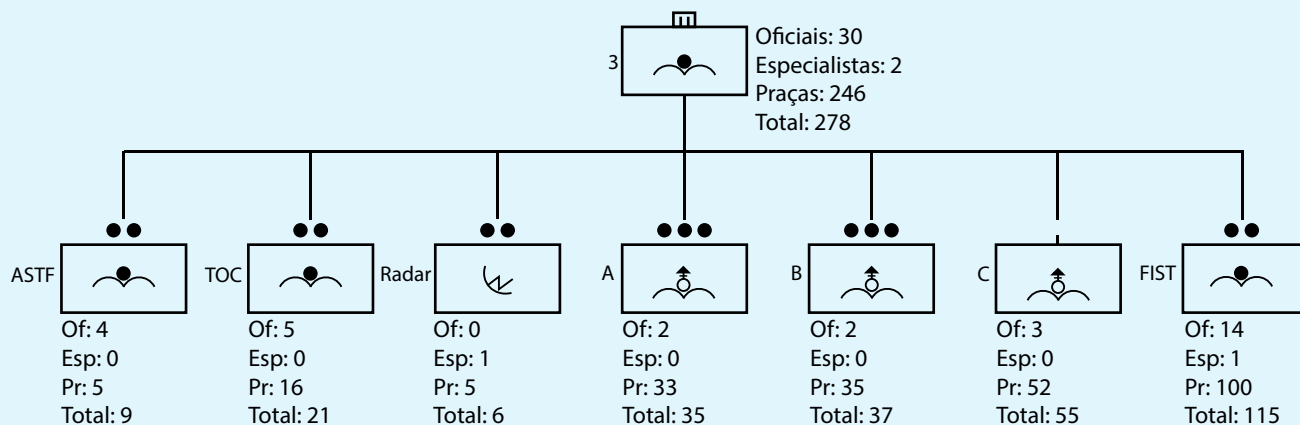 3
Oficiais: 30
Especialistas: 2
Praças: 246
Total: 278
ASTF
Of: 4
Esp: 0
Pr: 5
Total: 9
TOC
Of: 5
Esp: 0
Pr: 16
Total: 21
Radar
Of: 0
Esp: 1
Pr: 5
Total: 6
A
Of: 2
Esp: 0
Pr: 33
Total: 35
B
Of: 2
Esp: 0
Pr: 35
Total: 37
C
Of: 3
Esp: 0
Pr: 52
Total: 55
FIST
Of: 14
Esp: 1
Pr: 100
Total: 115